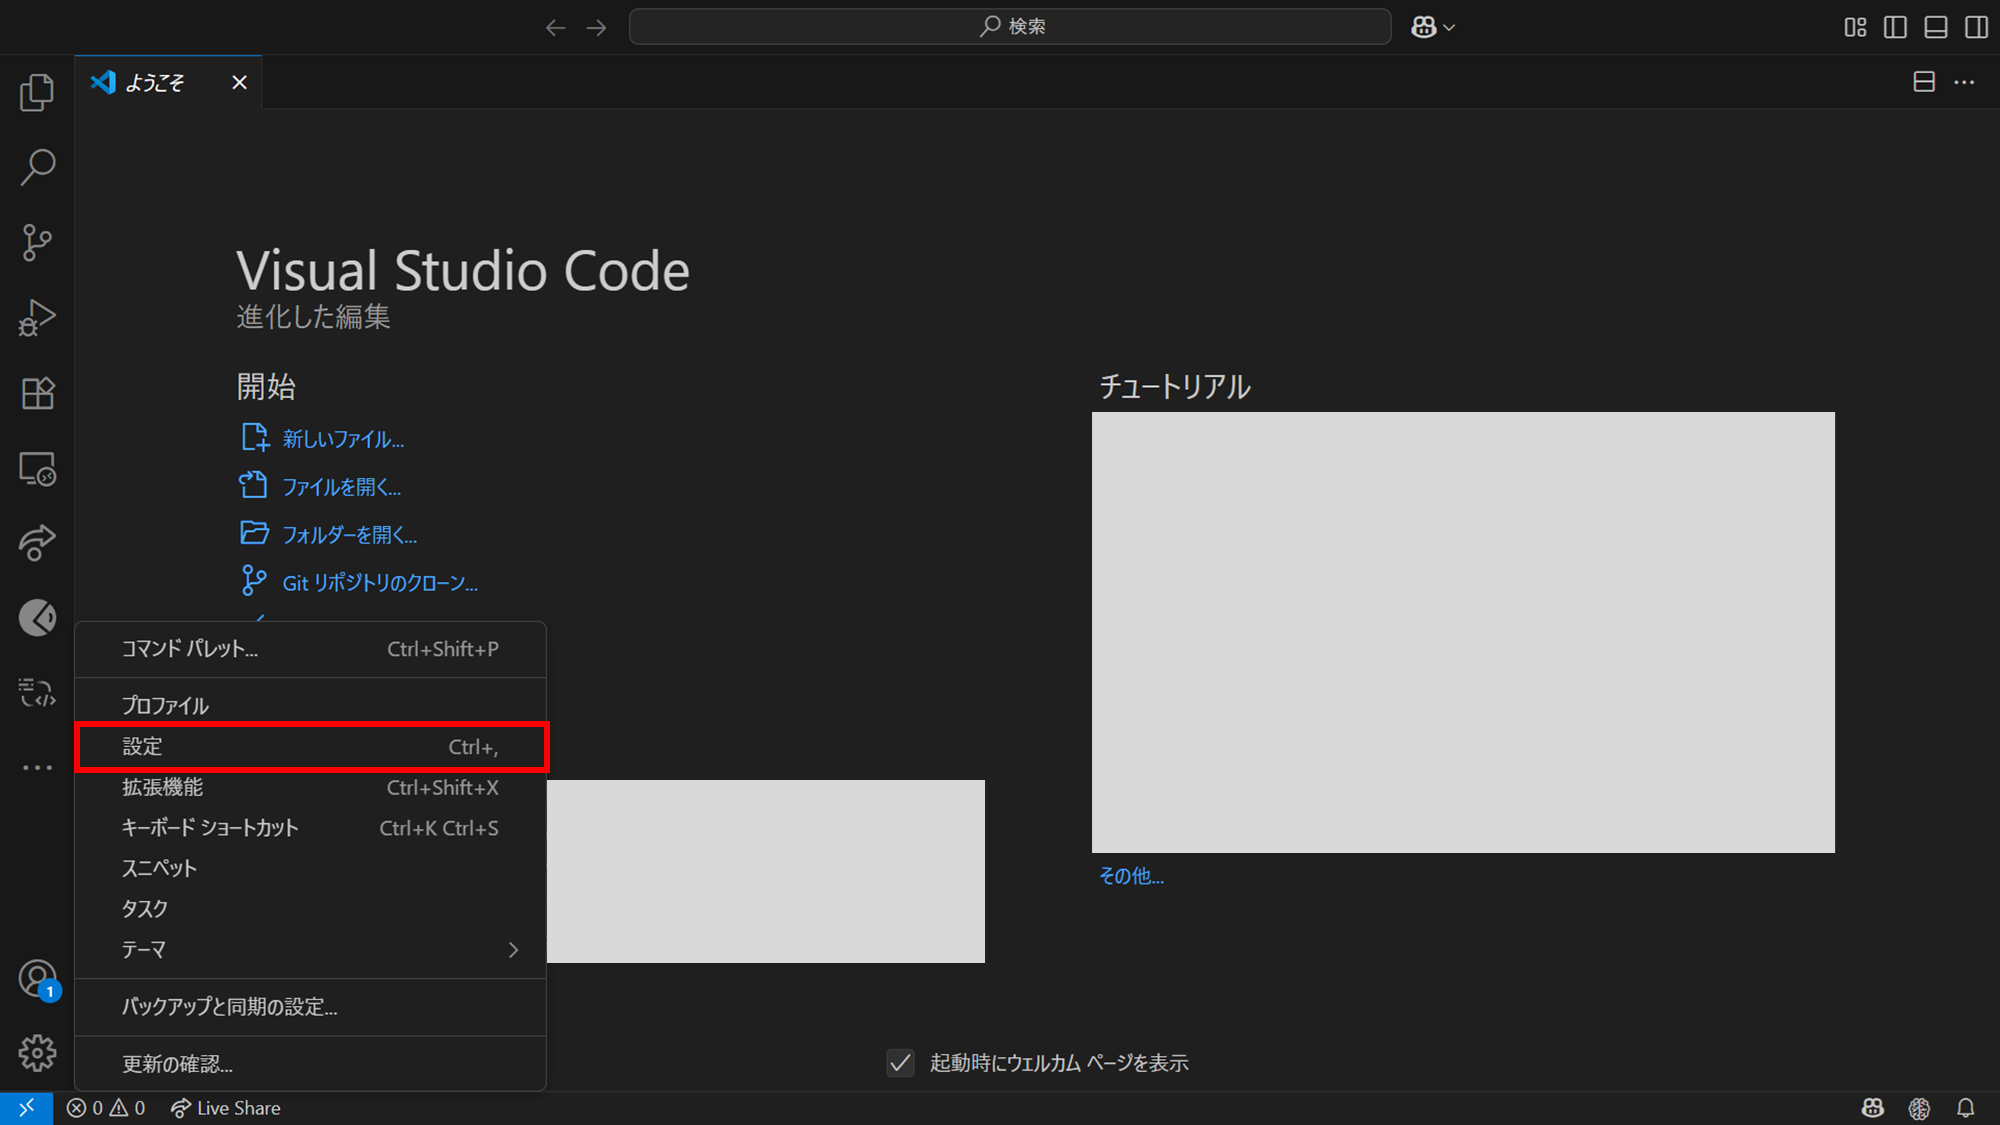 検索
ようこそ
Visual Studio Code
進化した編集
開始
新しいファイル...
ファイルを開く...
フォルダーを開く...
Git リポジトリのクローン...
チュートリアル
その他...
コマンド パレット... Ctrl+Shift+P
プロファイル
設定 Ctrl+,
拡張機能 Ctrl+Shift+X
キーボード ショートカット Ctrl+K Ctrl+S
スニペット
タスク
テーマ
バックアップと同期の設定...
更新の確認...
1
起動時にウェルカム ページを表示
0 0 Live Share